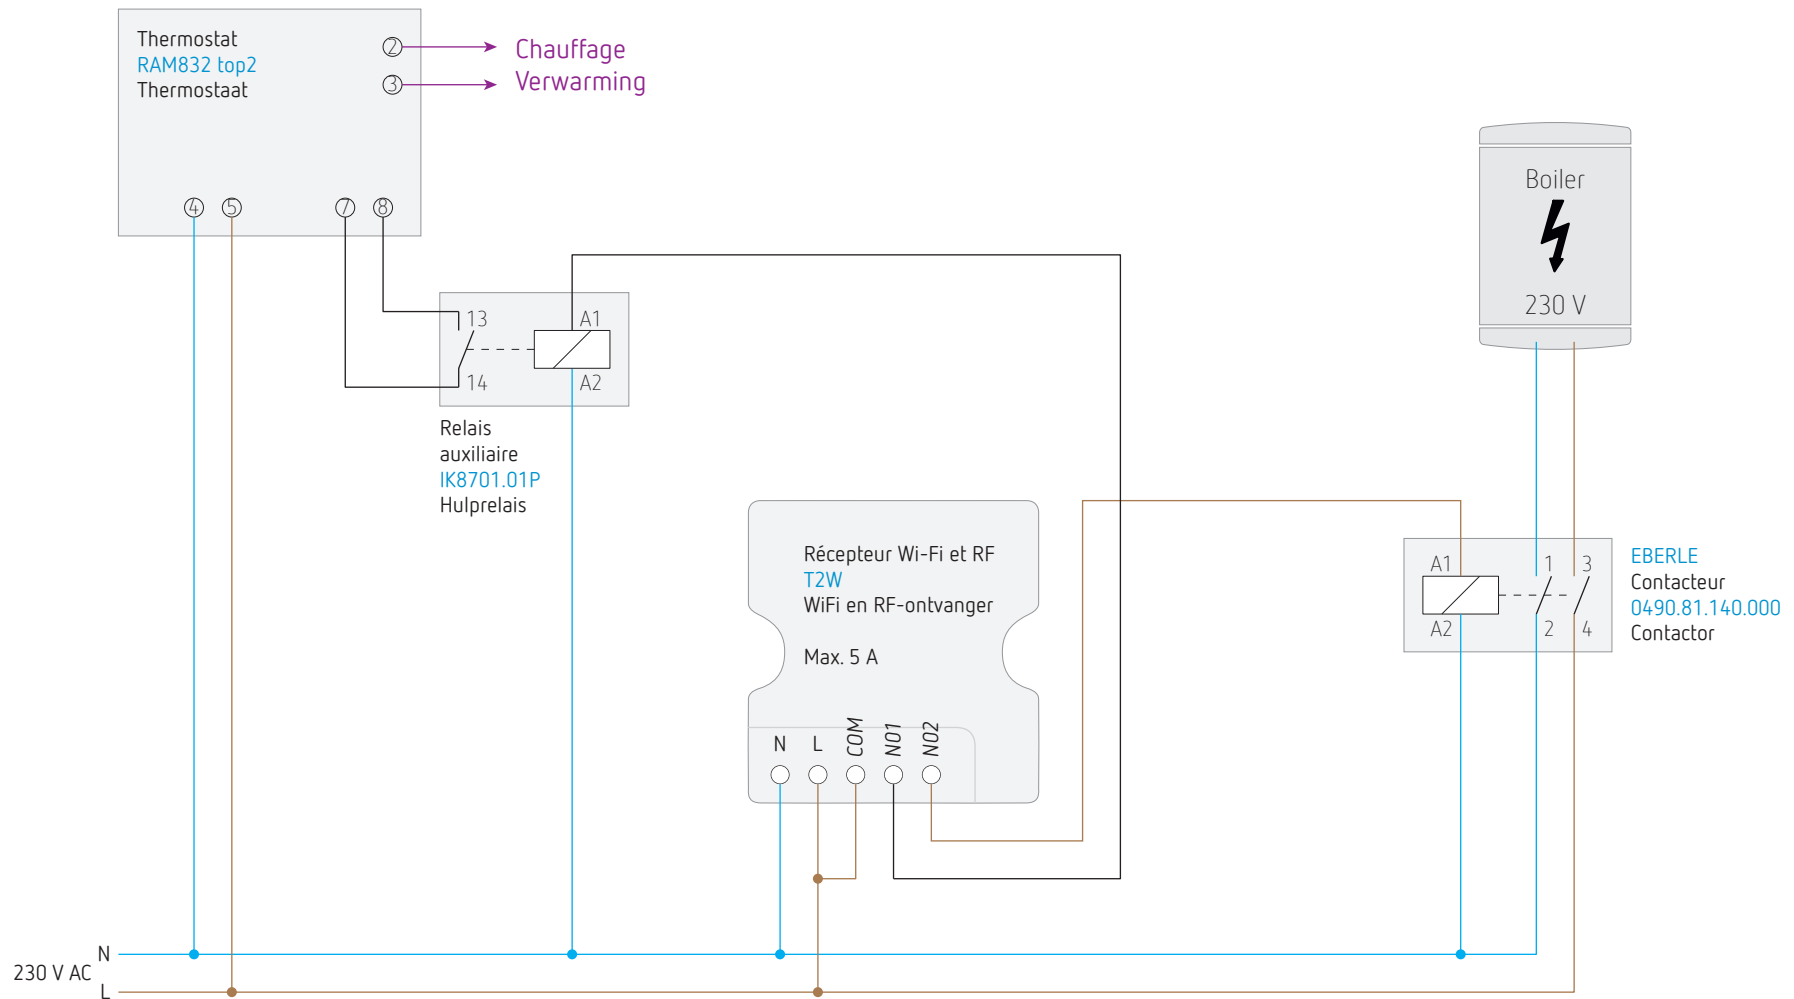 Thermostat
RAM832 top2
Thermostaat
2
3
Chauffage
Verwarming
4 5 7 8
13
14
A1
A2
Relais
auxiliaire
IK8701.01P
Hulprelais
Boiler
230 V
Récepteur Wi-Fi et RF
T2W
WiFi en RF-ontvanger
Max. 5 A
N L COM NO1 NO2
A1 1 3
A2 2 4
EBERLE
Contacteur
0490.81.140.000
Contactor
N
230 V AC
L